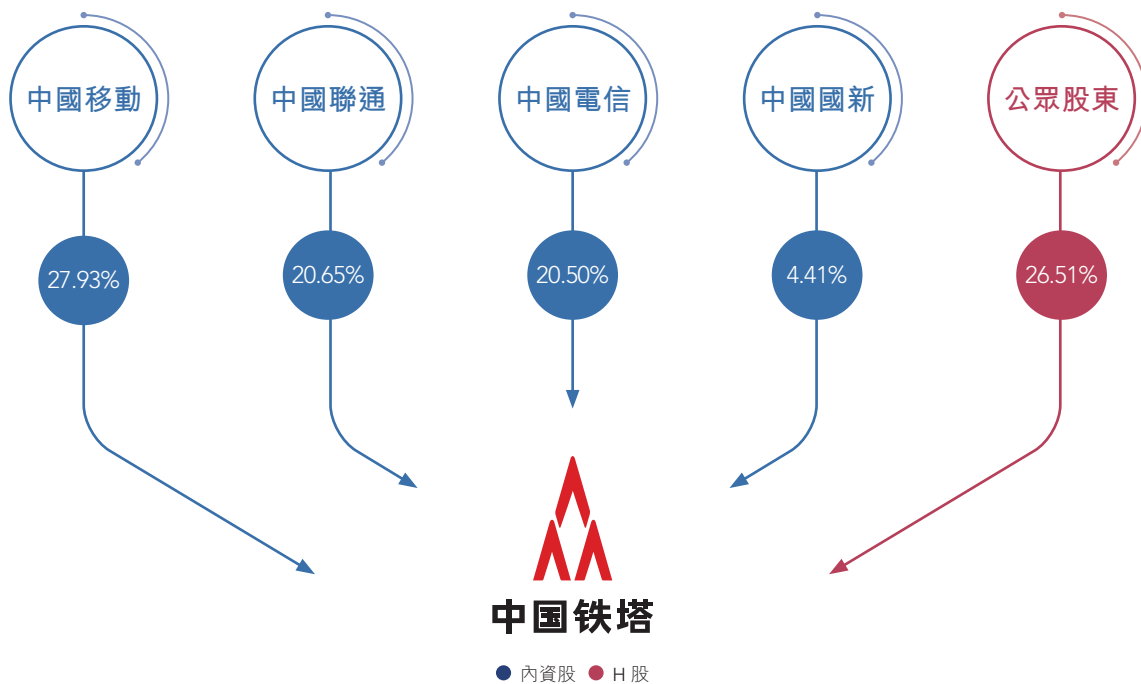 中國移動
中國聯通
中國電信
中國國新
公眾股東
27.93%
20.65%
20.50%
4.41%
26.51%
中国铁塔
內資股 H 股